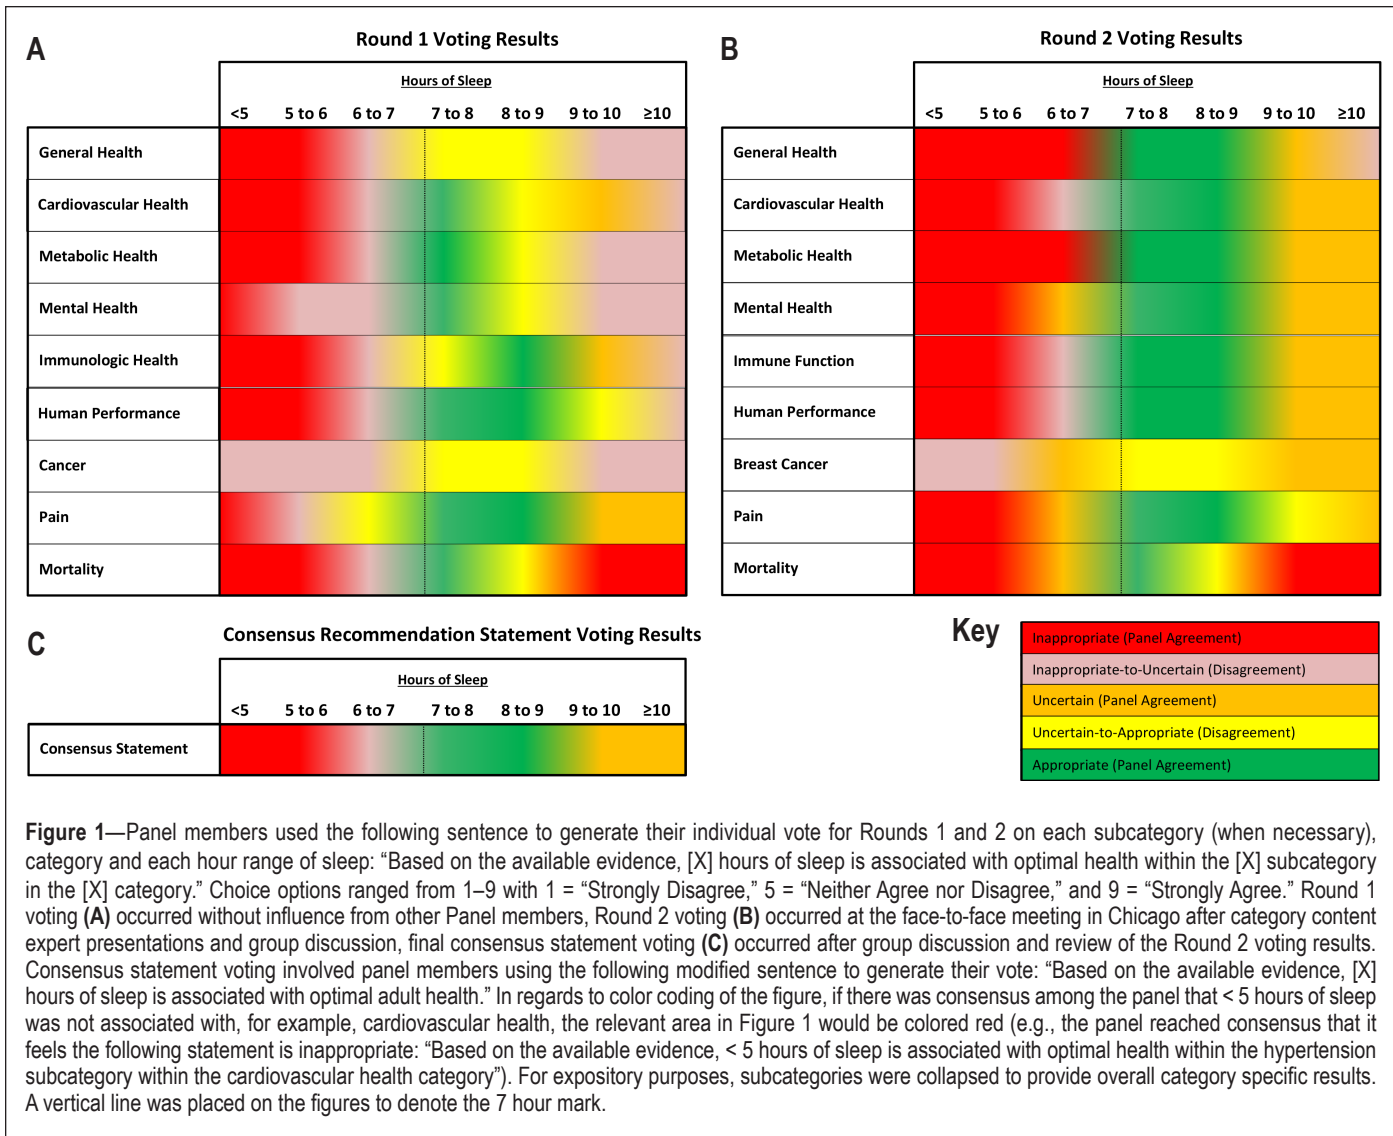 A
Round 1 Voting Results
Hours of Sleep
<5 5 to 6 6 to 7 7 to 8 8 to 9 9 to 10 ≥10
General Health
Cardiovascular Health
Metabolic Health
Mental Health
Immunologic Health
Human Performance
Cancer
Pain
Mortality
B
Round 2 Voting Results
Hours of Sleep
<5 5 to 6 6 to 7 7 to 8 8 to 9 9 to 10 ≥10
General Health
Cardiovascular Health
Metabolic Health
Mental Health
Immune Function
Human Performance
Breast Cancer
Pain
Mortality
C
Consensus Recommendation Statement Voting Results
Hours of Sleep
<5 5 to 6 6 to 7 7 to 8 8 to 9 9 to 10 ≥10
Consensus Statement
Key
Inappropriate (Panel Agreement)
Inappropriate-to-Uncertain (Disagreement)
Uncertain (Panel Agreement)
Uncertain-to-Appropriate (Disagreement)
Appropriate (Panel Agreement)
Figure 1—Panel members used the following sentence to generate their individual vote for Rounds 1 and 2 on each subcategory (when necessary),
category and each hour range of sleep: “Based on the available evidence, [X] hours of sleep is associated with optimal health within the [X] subcategory
in the [X] category.” Choice options ranged from 1–9 with 1 = “Strongly Disagree,” 5 = “Neither Agree nor Disagree,” and 9 = “Strongly Agree.” Round 1
voting (A) occurred without influence from other Panel members, Round 2 voting (B) occurred at the face-to-face meeting in Chicago after category content
expert presentations and group discussion, final consensus statement voting (C) occurred after group discussion and review of the Round 2 voting results.
Consensus statement voting involved panel members using the following modified sentence to generate their vote: “Based on the available evidence, [X]
hours of sleep is associated with optimal adult health.” In regards to color coding of the figure, if there was consensus among the panel that < 5 hours of sleep
was not associated with, for example, cardiovascular health, the relevant area in Figure 1 would be colored red (e.g., the panel reached consensus that it
feels the following statement is inappropriate: “Based on the available evidence, < 5 hours of sleep is associated with optimal health within the hypertension
subcategory within the cardiovascular health category”). For expository purposes, subcategories were collapsed to provide overall category specific results.
A vertical line was placed on the figures to denote the 7 hour mark.